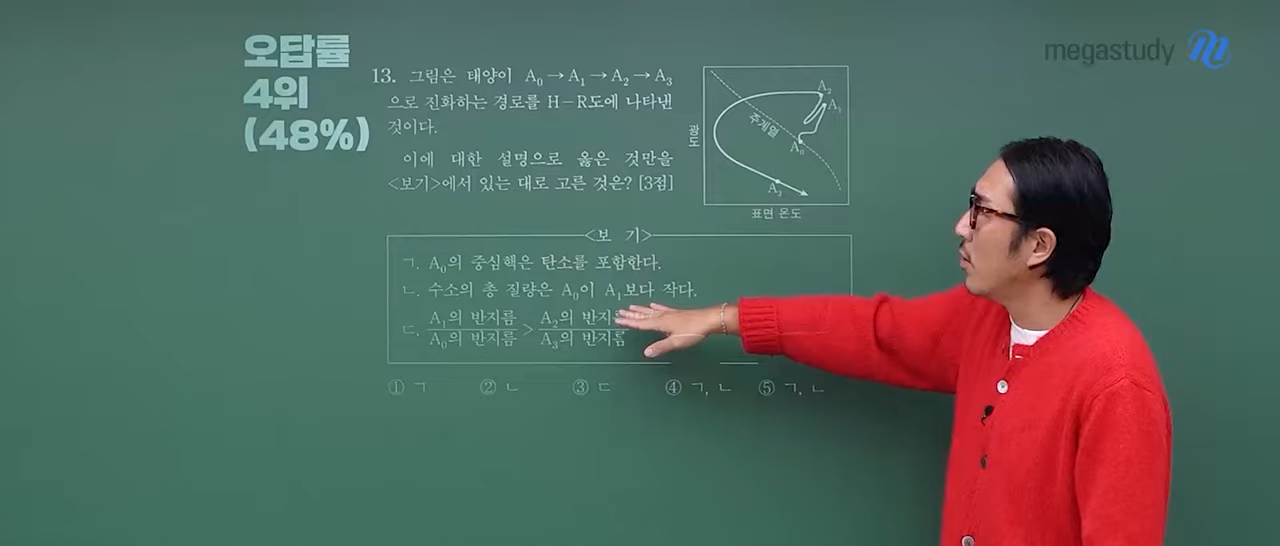 오답률
4위
(48%)
megastudy
13. 그림은 태양이 A₀→A₁→A₂→A₃
으로 진화하는 경로를 H-R도에 나타낸
것이다.
이에 대한 설명으로 옳은 것만을
<보기>에서 있는 대로 고른 것은? [3점]
광도
주계열
A₀
A₁
A₂
A₃
표면 온도
<보 기>
ㄱ. A₀의 중심핵은 탄소를 포함한다.
ㄴ. 수소의 총 질량은 A₀이 A₁보다 작다.
ㄷ. A₁의 반지름/A₀의 반지름 > A₂의 반지름/A₃의 반지름
① ㄱ ② ㄴ ③ ㄷ ④ ㄱ, ㄴ ⑤ ㄱ, ㄴ